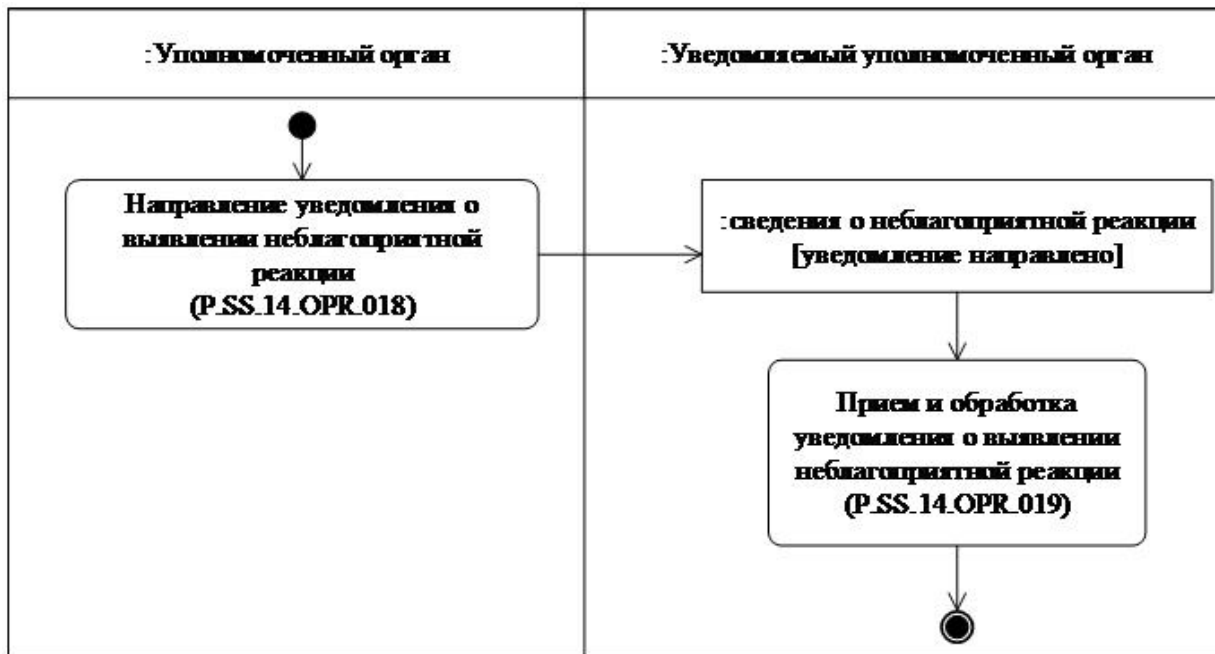 :Уполномоченный орган
:Уведомляемый уполномоченный орган
Направление уведомления о
выявлении неблагоприятной
реакции
(P.SS.14.OPR.018)
:сведения о неблагоприятной реакции
[уведомление направлено]
Прием и обработка
уведомления о выявлении
неблагоприятной реакции
(P.SS.14.OPR.019)